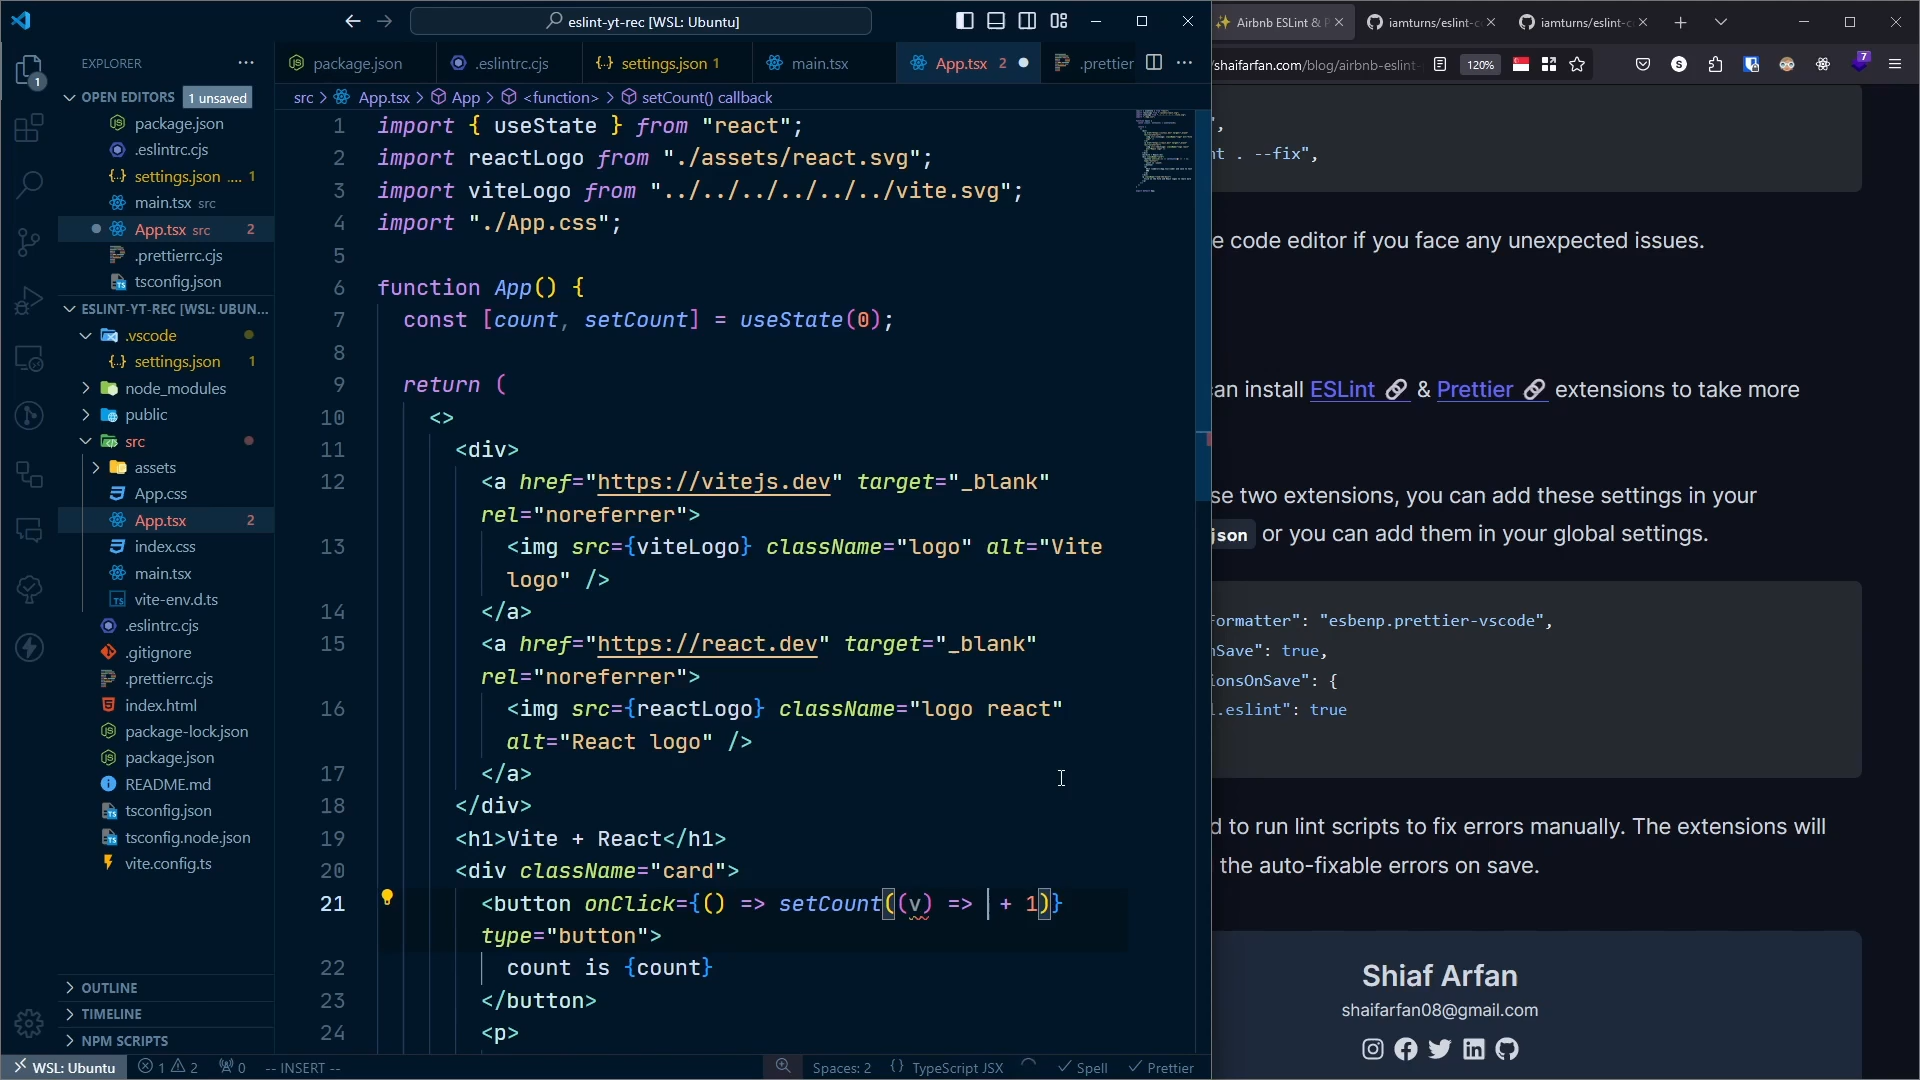 eslint-yt-rec [WSL: Ubuntu]
EXPLORER
OPEN EDITORS
1 unsaved
package.json
.eslintrc.cjs
settings.json .... 1
main.tsx src
App.tsx src 2
.prettierrc.cjs
tsconfig.json
ESLINT-YT-REC [WSL: UBUN...
.vscode
settings.json 1
node_modules
public
src
assets
App.css
App.tsx 2
index.css
main.tsx
vite-env.d.ts
.eslintrc.cjs
.gitignore
.prettierrc.cjs
index.html
package-lock.json
package.json
README.md
tsconfig.json
tsconfig.node.json
vite.config.ts
OUTLINE
TIMELINE
NPM SCRIPTS
package.json
.eslintrc.cjs
settings.json 1
main.tsx
App.tsx 2
.prettier
src > App.tsx > App > <function> > setCount() callback
1 import { useState } from "react";
2 import reactLogo from "./assets/react.svg";
3 import viteLogo from "../../../../../../vite.svg";
4 import "./App.css";
5
6 function App() {
7 const [count, setCount] = useState(0);
8
9 return (
10 <>
11 <div>
12 <a href="https://vitejs.dev" target="_blank"
rel="noreferrer">
13 <img src={viteLogo} className="logo" alt="Vite
logo" />
14 </a>
15 <a href="https://react.dev" target="_blank"
rel="noreferrer">
16 <img src={reactLogo} className="logo react"
alt="React logo" />
17 </a>
18 </div>
19 <h1>Vite + React</h1>
20 <div className="card">
21 <button onClick={() => setCount((v) => + 1)}
type="button">
22 count is {count}
23 </button>
24 <p>
WSL: Ubuntu
1
2
0
-- INSERT --
Spaces: 2
{} TypeScript JSX
Spell
Prettier
Airbnb ESLint & P
iamturns/eslint-c
iamturns/eslint-c
/shaifarfan.com/blog/airbnb-eslint-
120%
7
",
nt . --fix",
e code editor if you face any unexpected issues.
can install ESLint & Prettier extensions to take more
se two extensions, you can add these settings in your
json or you can add them in your global settings.
Formatter": "esbenp.prettier-vscode",
nSave": true,
ionsOnSave": {
l.eslint": true
d to run lint scripts to fix errors manually. The extensions will
the auto-fixable errors on save.
Shiaf Arfan
shaifarfan08@gmail.com